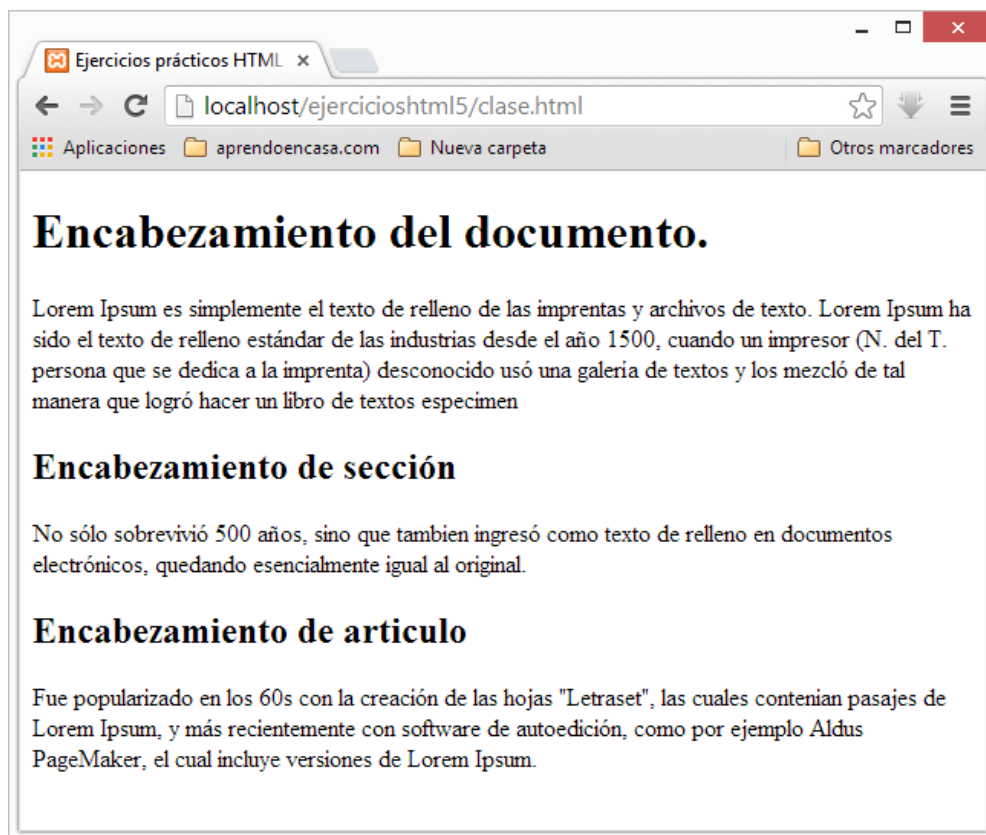 Ejercicios prácticos HTML
localhost/ejercicioshtml5/clase.html
Aplicaciones aprendoencasa.com Nueva carpeta Otros marcadores
Encabezamiento del documento.
Lorem Ipsum es simplemente el texto de relleno de las imprentas y archivos de texto. Lorem Ipsum ha
sido el texto de relleno estándar de las industrias desde el año 1500, cuando un impresor (N. del T.
persona que se dedica a la imprenta) desconocido usó una galería de textos y los mezcló de tal
manera que logró hacer un libro de textos especimen
Encabezamiento de sección
No sólo sobrevivió 500 años, sino que tambien ingresó como texto de relleno en documentos
electrónicos, quedando esencialmente igual al original.
Encabezamiento de articulo
Fue popularizado en los 60s con la creación de las hojas "Letraset", las cuales contenian pasajes de
Lorem Ipsum, y más recientemente con software de autoedición, como por ejemplo Aldus
PageMaker, el cual incluye versiones de Lorem Ipsum.